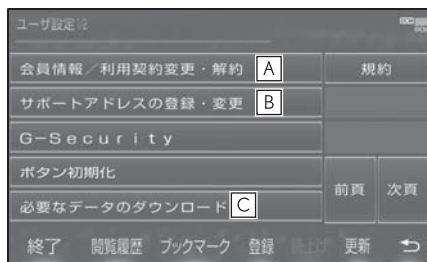 ユーザ設定1/2
会員情報／利用契約変更・解約 A
規約
サポートアドレスの登録・変更 B
G-Security
ボタン初期化
前頁 次頁
必要なデータのダウンロード C
終了 閲覧履歴 ブックマーク 登録 更新